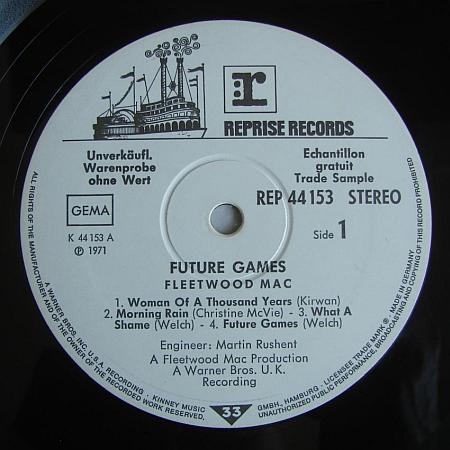 r
REPRISE RECORDS
Unverkäufl.
Warenprobe
ohne Wert
Echantillon
gratuit
Trade Sample
GEMA
REP 44 153 STEREO
K 44 153 A
Ⓟ 1971
Side 1
FUTURE GAMES
FLEETWOOD MAC
1. Woman Of A Thousand Years (Kirwan)
2. Morning Rain (Christine McVie) - 3. What A
Shame (Welch) - 4. Future Games (Welch)
Engineer: Martin Rushent
A Fleetwood Mac Production
A Warner Bros. U. K.
Recording
ALL RIGHTS OF THE MANUFACTURER AND OF THE OWNER OF THE RECORDED WORK RESERVED.
A WARNER BROS. INC., U.S.A. RECORDING · KINNEY MUSIC GMBH., HAMBURG · LICENSEE TRADE MARK ® · MADE IN GERMANY
UNAUTHORIZED PUBLIC PERFORMANCE, BROADCASTING AND COPYING OF THIS RECORD PROHIBITED
33